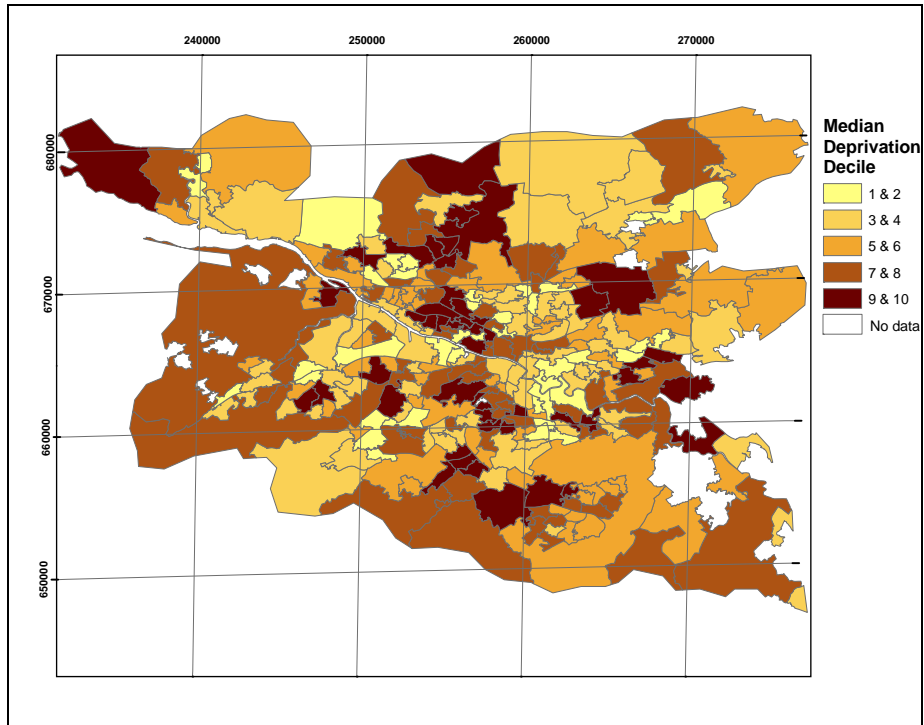 240000
250000
260000
270000
680000
670000
660000
650000
Median
Deprivation
Decile
1 & 2
3 & 4
5 & 6
7 & 8
9 & 10
No data